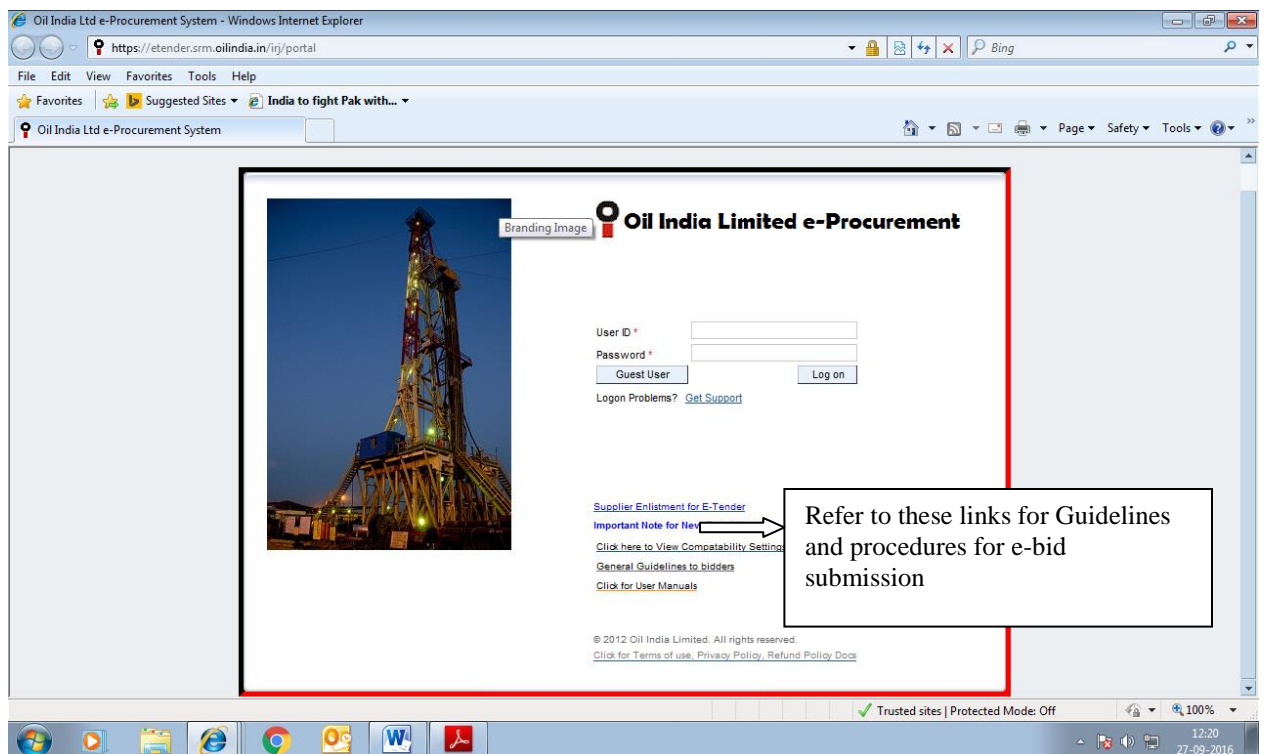 Oil India Ltd e-Procurement System - Windows Internet Explorer
https://etender.srm.oilindia.in/irj/portal
Bing
File Edit View Favorites Tools Help
Favorites Suggested Sites India to fight Pak with...
Oil India Ltd e-Procurement System
Page Safety Tools
Branding Image
Oil India Limited e-Procurement
User ID *
Password *
Guest User Log on
Logon Problems? Get Support
Supplier Enlistment for E-Tender
Important Note for
Click here to View Compatability Settings
General Guidelines to bidders
Click for User Manuals
Refer to these links for Guidelines
and procedures for e-bid
submission
© 2012 Oil India Limited. All rights reserved.
Click for Terms of use, Privacy Policy, Refund Policy Docs
Trusted sites | Protected Mode: Off 100%
12:20
27-09-2016